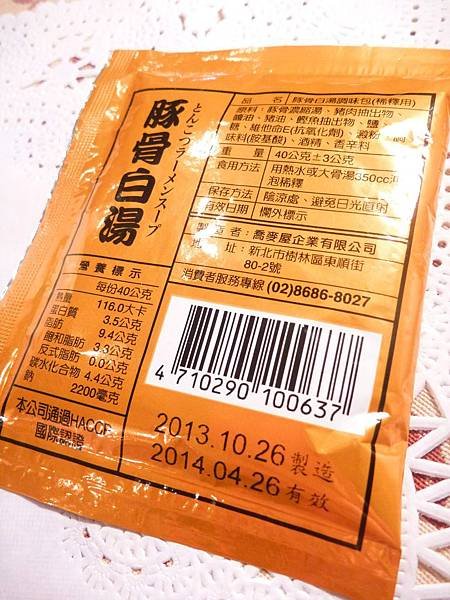 豚骨白湯
とんこつラーメンスープ
品 名 豚骨白湯調味包(稀釋用)
原料：豚骨濃縮湯、豬肉抽出物、
醬油、豬油、鰹魚抽出物、鹽、
糖、維他命E(抗氧化劑)、澱粉、調
味料(胺基酸)、酒精、香辛料
重 量 40公克±3公克
食用方法 用熱水或大骨湯350cc沖
泡稀釋
保存方法 陰涼處、避免日光照射
有效日期 欄外標示
製造者：喬麥屋企業有限公司
地 址：新北市樹林區東順街
80-2號
消費者服務專線 (02)8686-8027
營養標示
每份40公克
熱量 116.0大卡
蛋白質 3.5公克
脂肪 9.4公克
飽和脂肪 3.3公克
反式脂肪 0.0公克
碳水化合物 4.4公克
鈉 2200毫克
本公司通過HACCP
國際認證
4 710290 100637
2013.10.26 製造
2014.04.26 有效